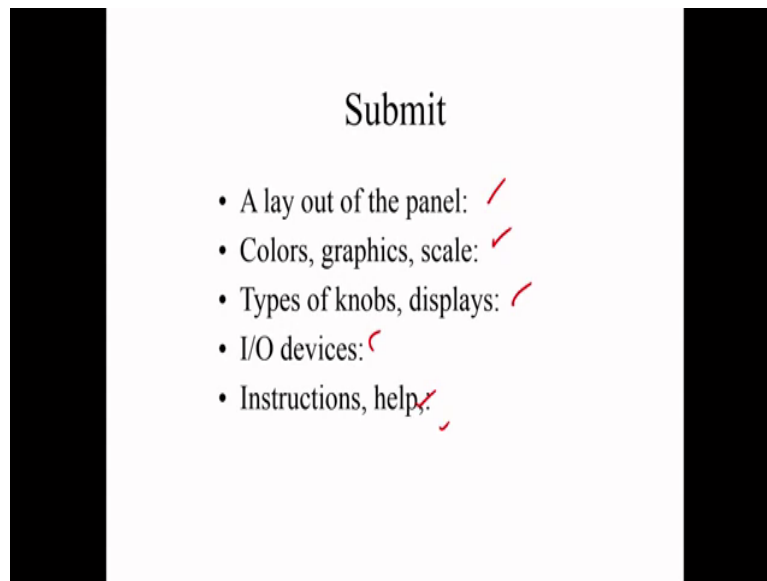 Submit
• A lay out of the panel:
• Colors, graphics, scale:
• Types of knobs, displays:
• I/O devices:
• Instructions, help,: